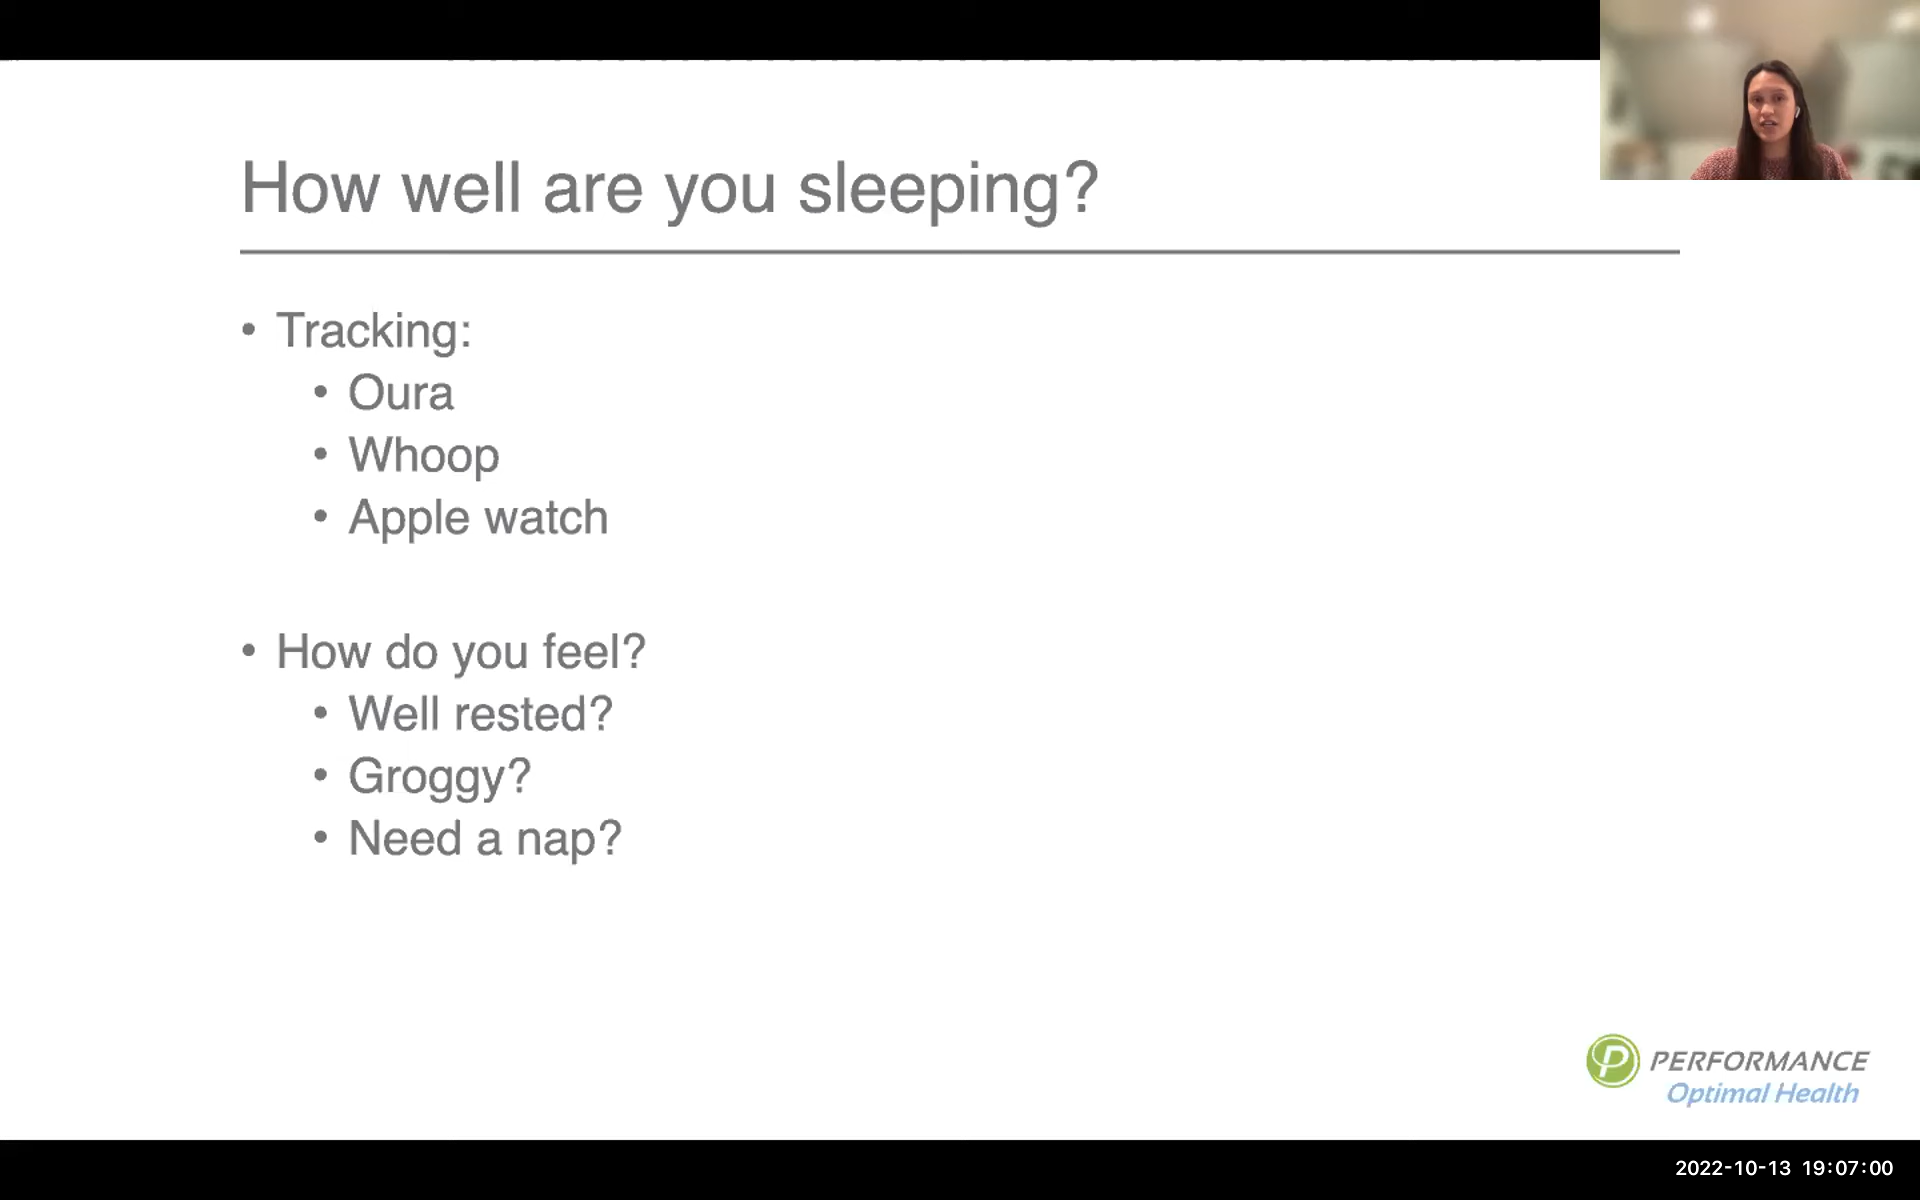 How well are you sleeping?
• Tracking:
• Oura
• Whoop
• Apple watch
• How do you feel?
• Well rested?
• Groggy?
• Need a nap?
P PERFORMANCE
Optimal Health
2022-10-13 19:07:00